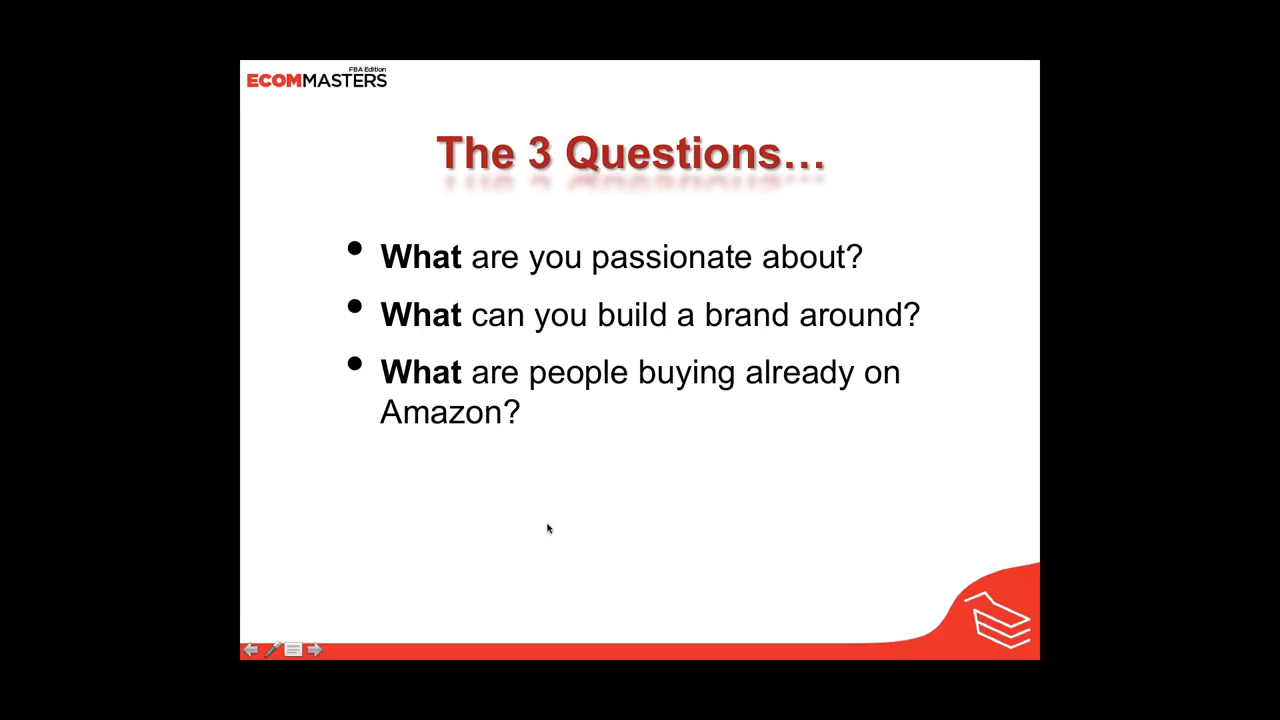 FBA Edition
ECOMMASTERS
The 3 Questions...
• What are you passionate about?
• What can you build a brand around?
• What are people buying already on
Amazon?